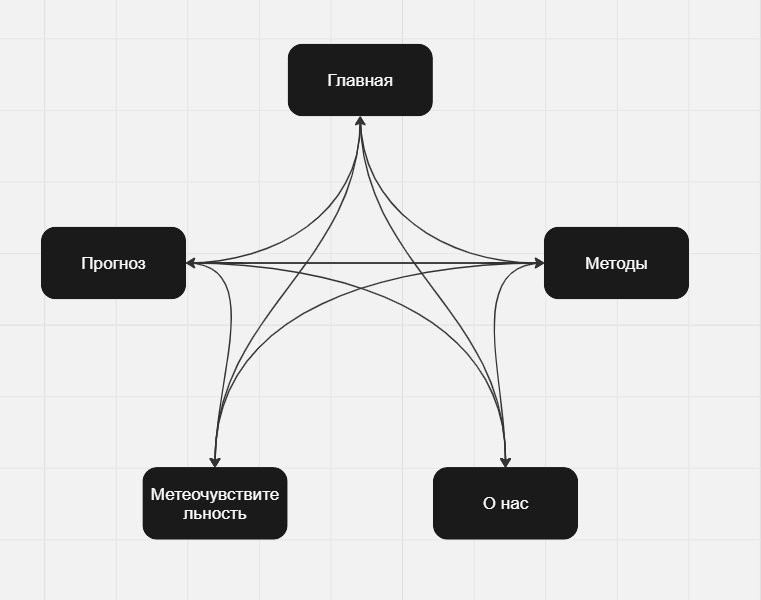 Главная
Прогноз
Методы
Метеочувствите
льность
О нас